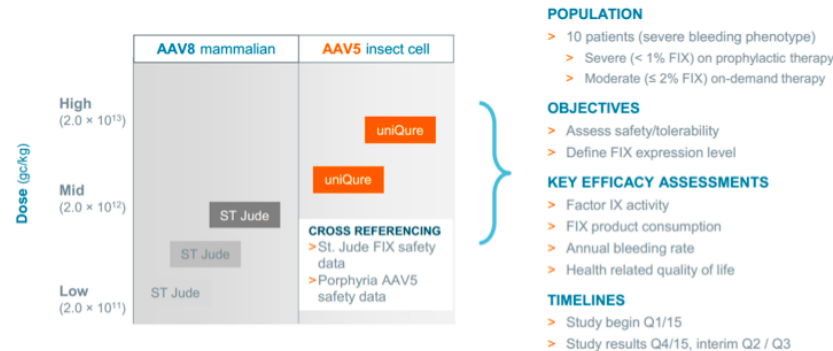 AAV8 mammalian
AAV5 insect cell
Dose (gc/kg)
High
(2.0 × 10¹³)
Mid
(2.0 × 10¹²)
Low
(2.0 × 10¹¹)
uniQure
uniQure
ST Jude
ST Jude
ST Jude
CROSS REFERENCING
> St. Jude FIX safety
data
> Porphyria AAV5
safety data
POPULATION
> 10 patients (severe bleeding phenotype)
> Severe (< 1% FIX) on prophylactic therapy
> Moderate (≤ 2% FIX) on-demand therapy
OBJECTIVES
> Assess safety/tolerability
> Define FIX expression level
KEY EFFICACY ASSESSMENTS
> Factor IX activity
> FIX product consumption
> Annual bleeding rate
> Health related quality of life
TIMELINES
> Study begin Q1/15
> Study results Q4/15, interim Q2 / Q3